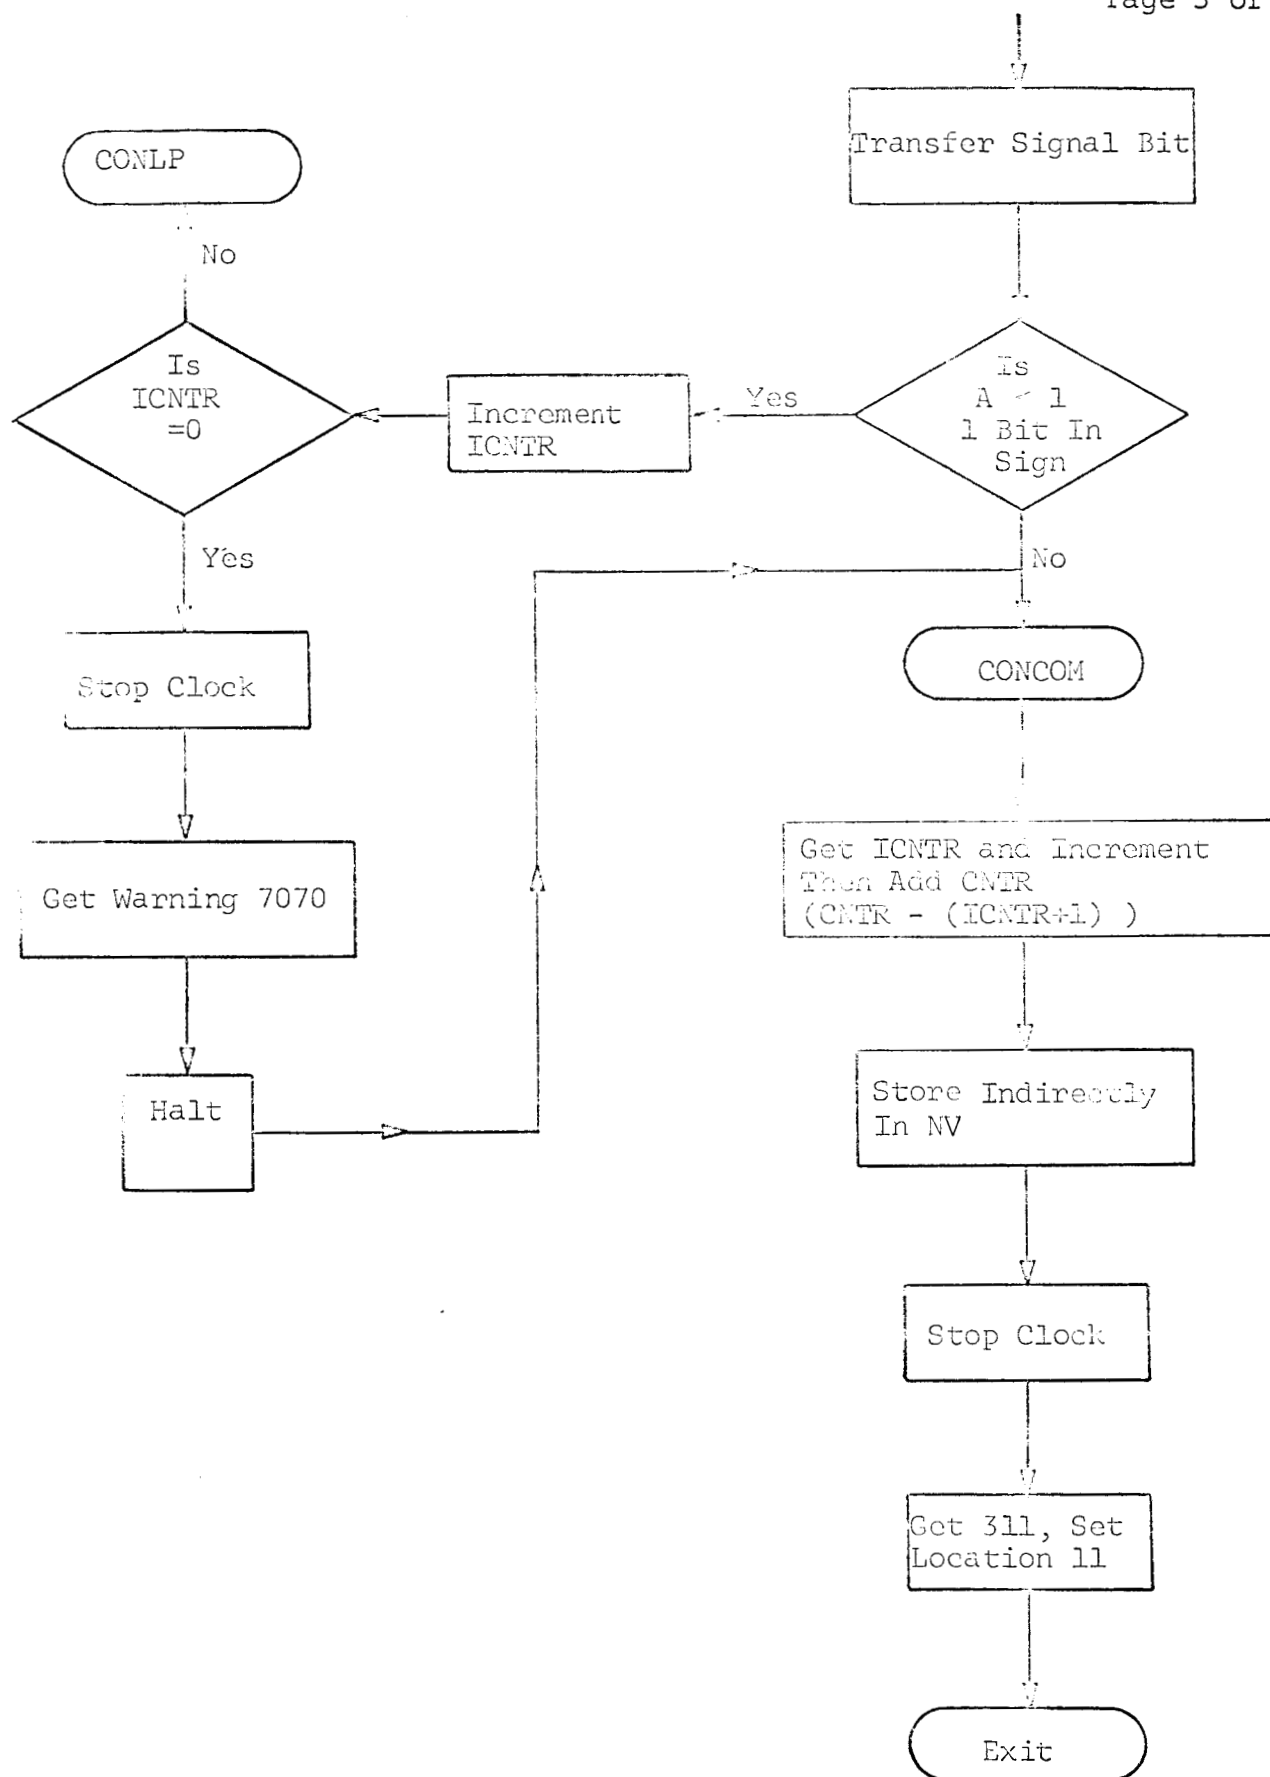 Page 3 of
Transfer Signal Bit
CONLP
No
Is
ICNTR
=0
Increment
ICNTR
Yes
Is
A < 1
1 Bit In
Sign
Yes
No
Stop Clock
CONCOM
Get Warning 7070
Get ICNTR and Increment
Then Add CNTR
(CNTR - (ICNTR+1) )
Halt
Store Indirectly
In NV
Stop Clock
Get 311, Set
Location 11
Exit